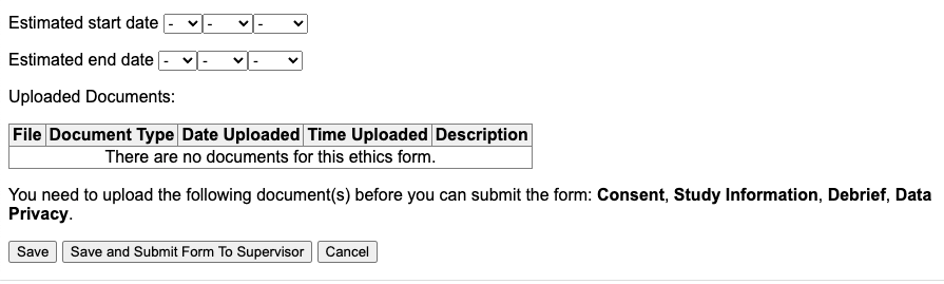 Estimated start date - - -
Estimated end date - - -
Uploaded Documents:
File Document Type Date Uploaded Time Uploaded Description
There are no documents for this ethics form.
You need to upload the following document(s) before you can submit the form: Consent, Study Information, Debrief, Data
Privacy.
Save Save and Submit Form To Supervisor Cancel